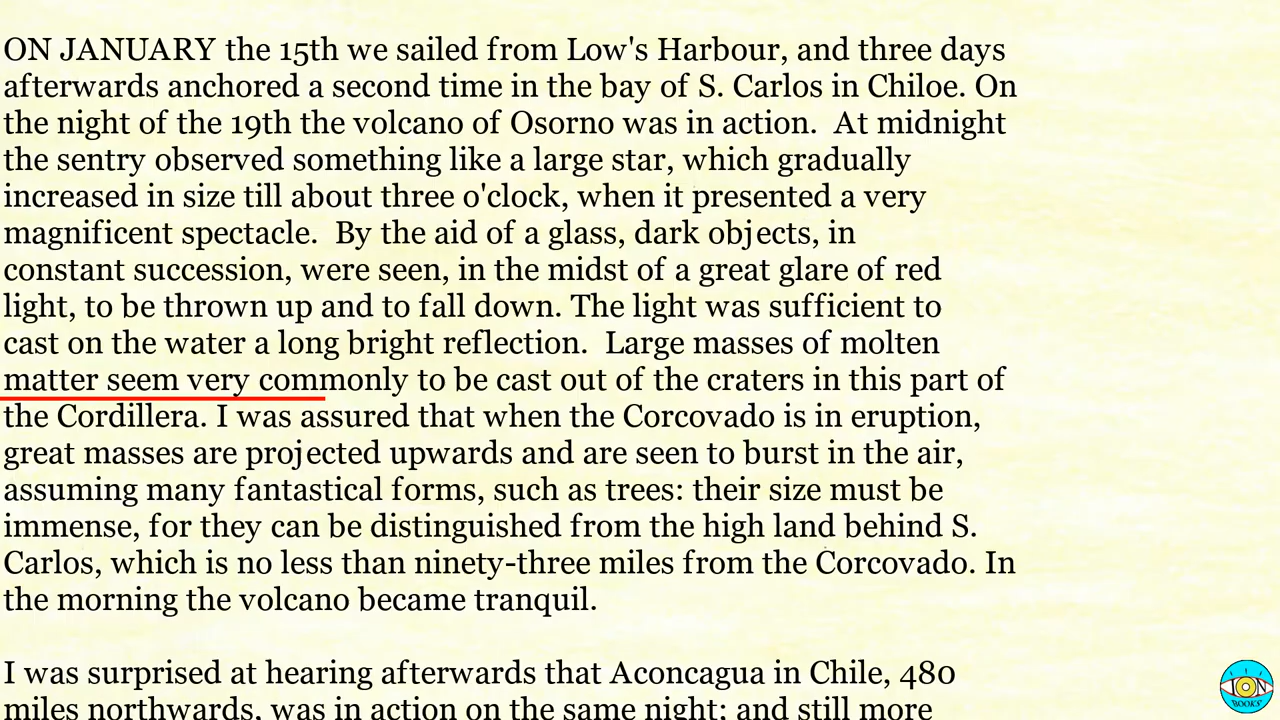 ON JANUARY the 15th we sailed from Low's Harbour, and three days
afterwards anchored a second time in the bay of S. Carlos in Chiloe. On
the night of the 19th the volcano of Osorno was in action.  At midnight
the sentry observed something like a large star, which gradually
increased in size till about three o'clock, when it presented a very
magnificent spectacle.  By the aid of a glass, dark objects, in
constant succession, were seen, in the midst of a great glare of red
light, to be thrown up and to fall down. The light was sufficient to
cast on the water a long bright reflection.  Large masses of molten
matter seem very commonly to be cast out of the craters in this part of
the Cordillera. I was assured that when the Corcovado is in eruption,
great masses are projected upwards and are seen to burst in the air,
assuming many fantastical forms, such as trees: their size must be
immense, for they can be distinguished from the high land behind S.
Carlos, which is no less than ninety-three miles from the Corcovado. In
the morning the volcano became tranquil.
I was surprised at hearing afterwards that Aconcagua in Chile, 480
miles northwards, was in action on the same night; and still more
ION
BOOKS